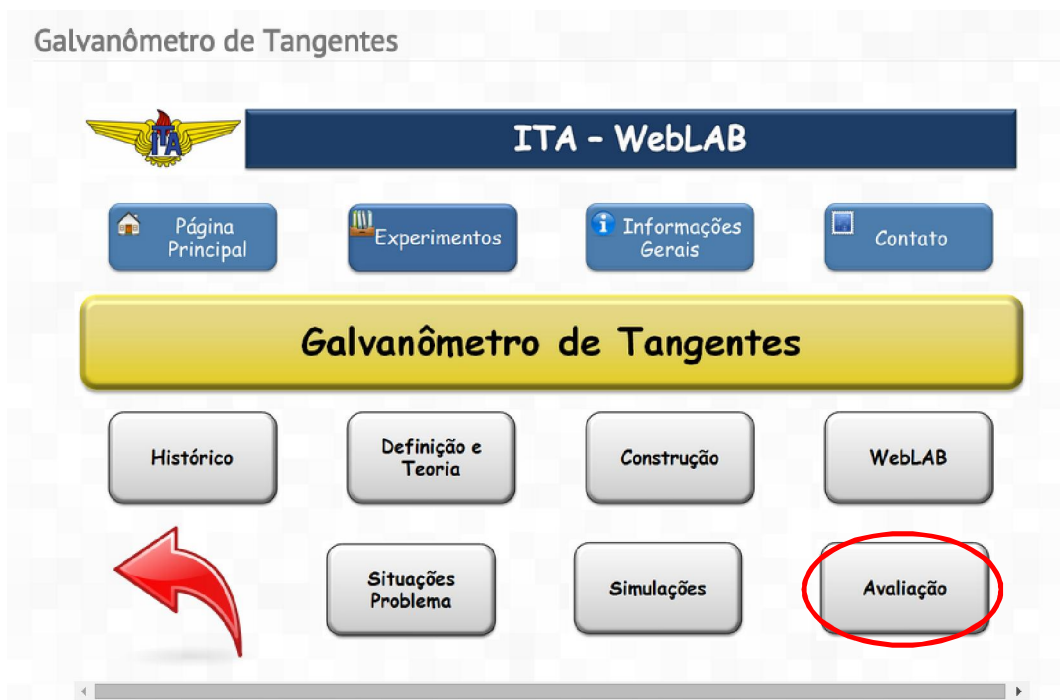 Galvanômetro de Tangentes
ITA
ITA - WebLAB
Página
Principal
Experimentos
Informações
Gerais
Contato
Galvanômetro de Tangentes
Histórico
Definição e
Teoria
Construção
WebLAB
Situações
Problema
Simulações
Avaliação